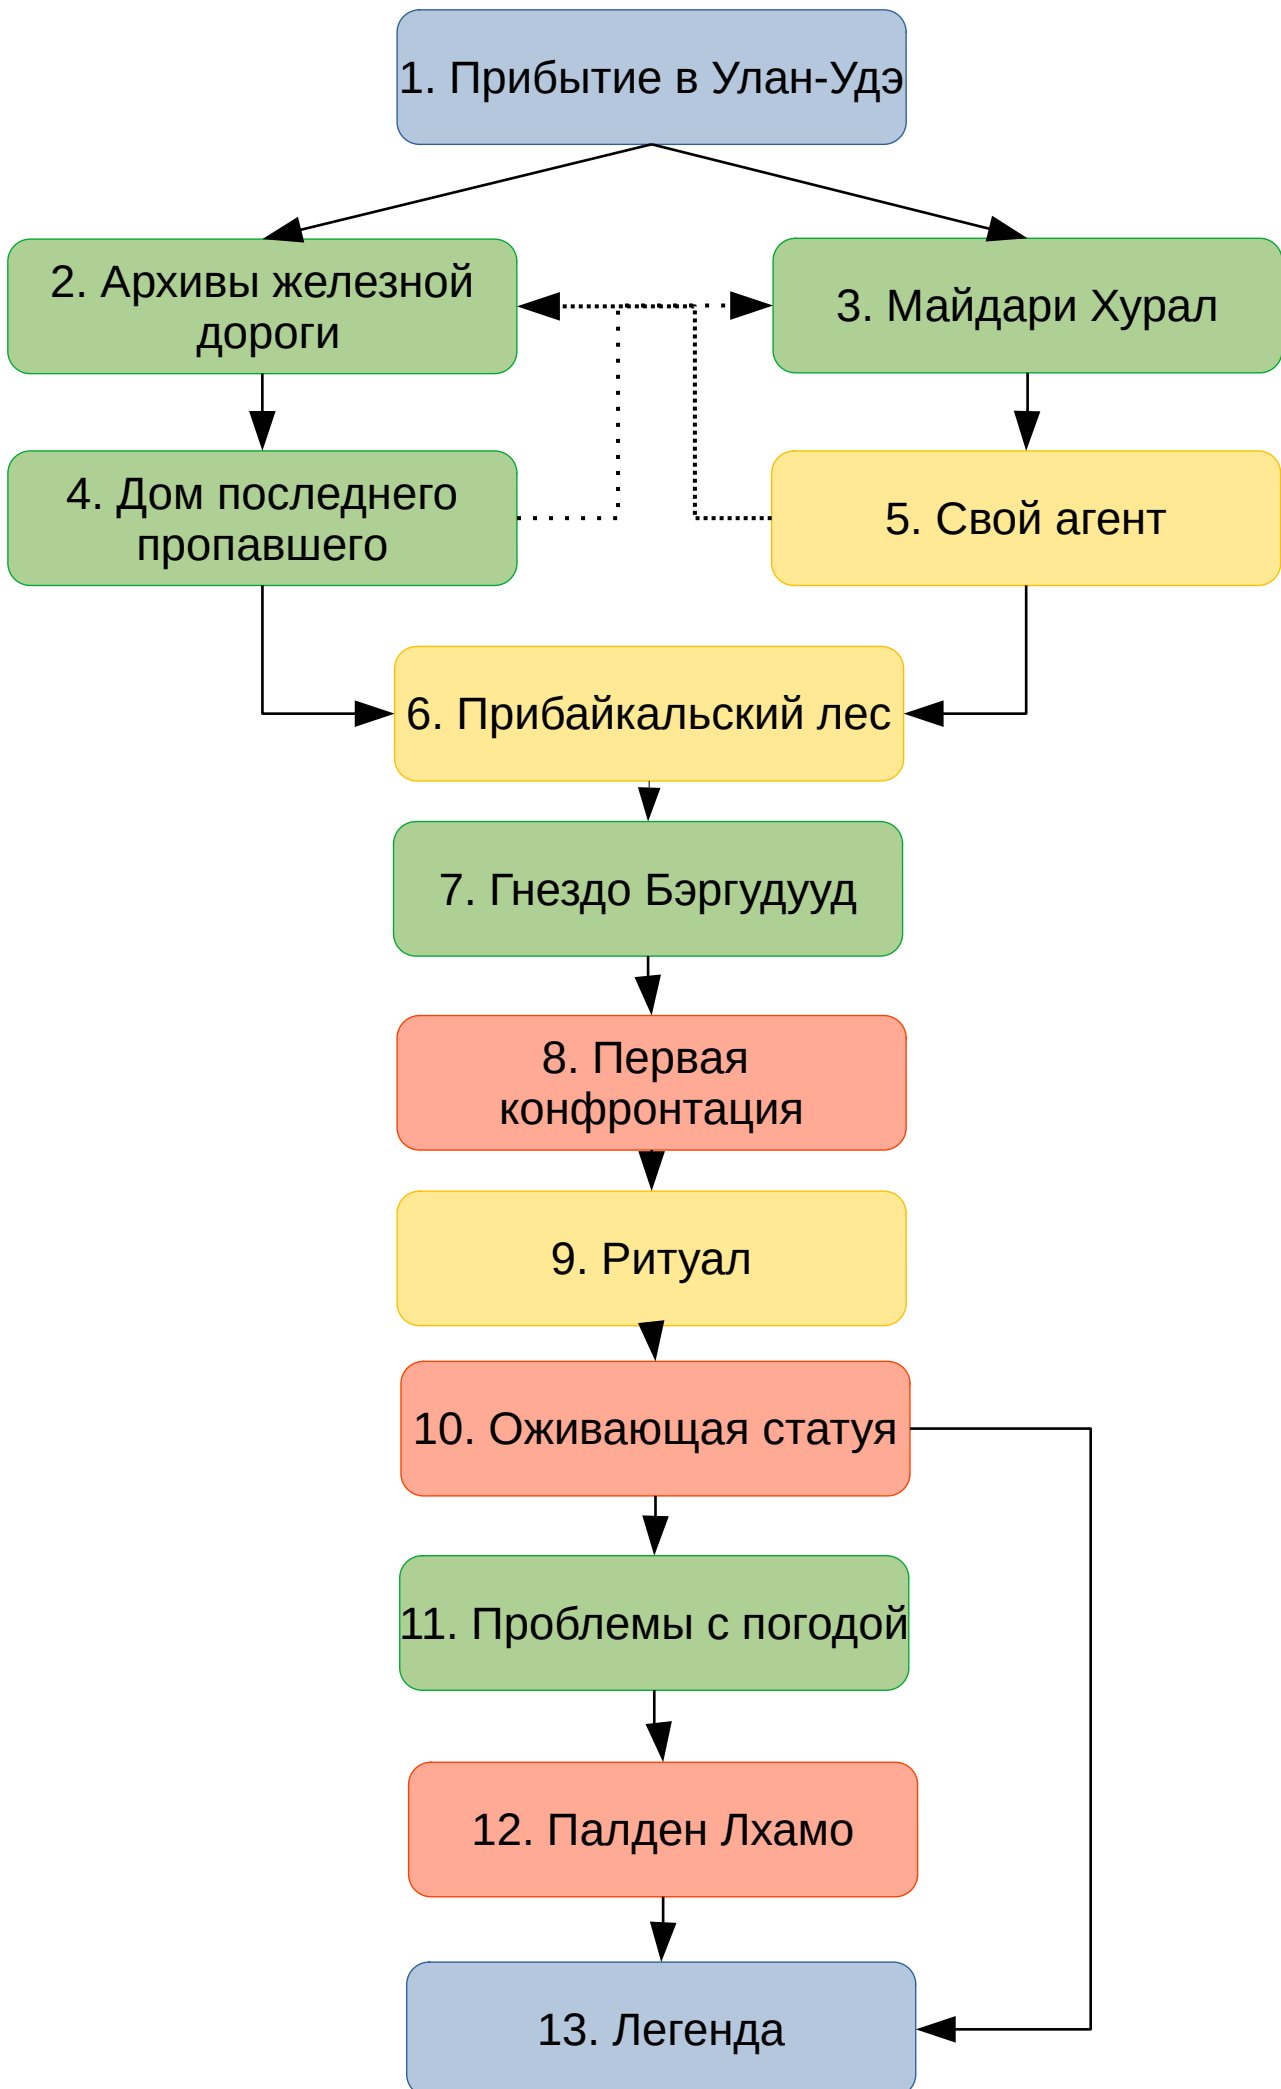 1. Прибытие в Улан-Удэ
2. Архивы железной
дороги
3. Майдари Хурал
4. Дом последнего
пропавшего
5. Свой агент
6. Прибайкальский лес
7. Гнездо Бэргудууд
8. Первая
конфронтация
9. Ритуал
10. Оживающая статуя
11. Проблемы с погодой
12. Палден Лхамо
13. Легенда